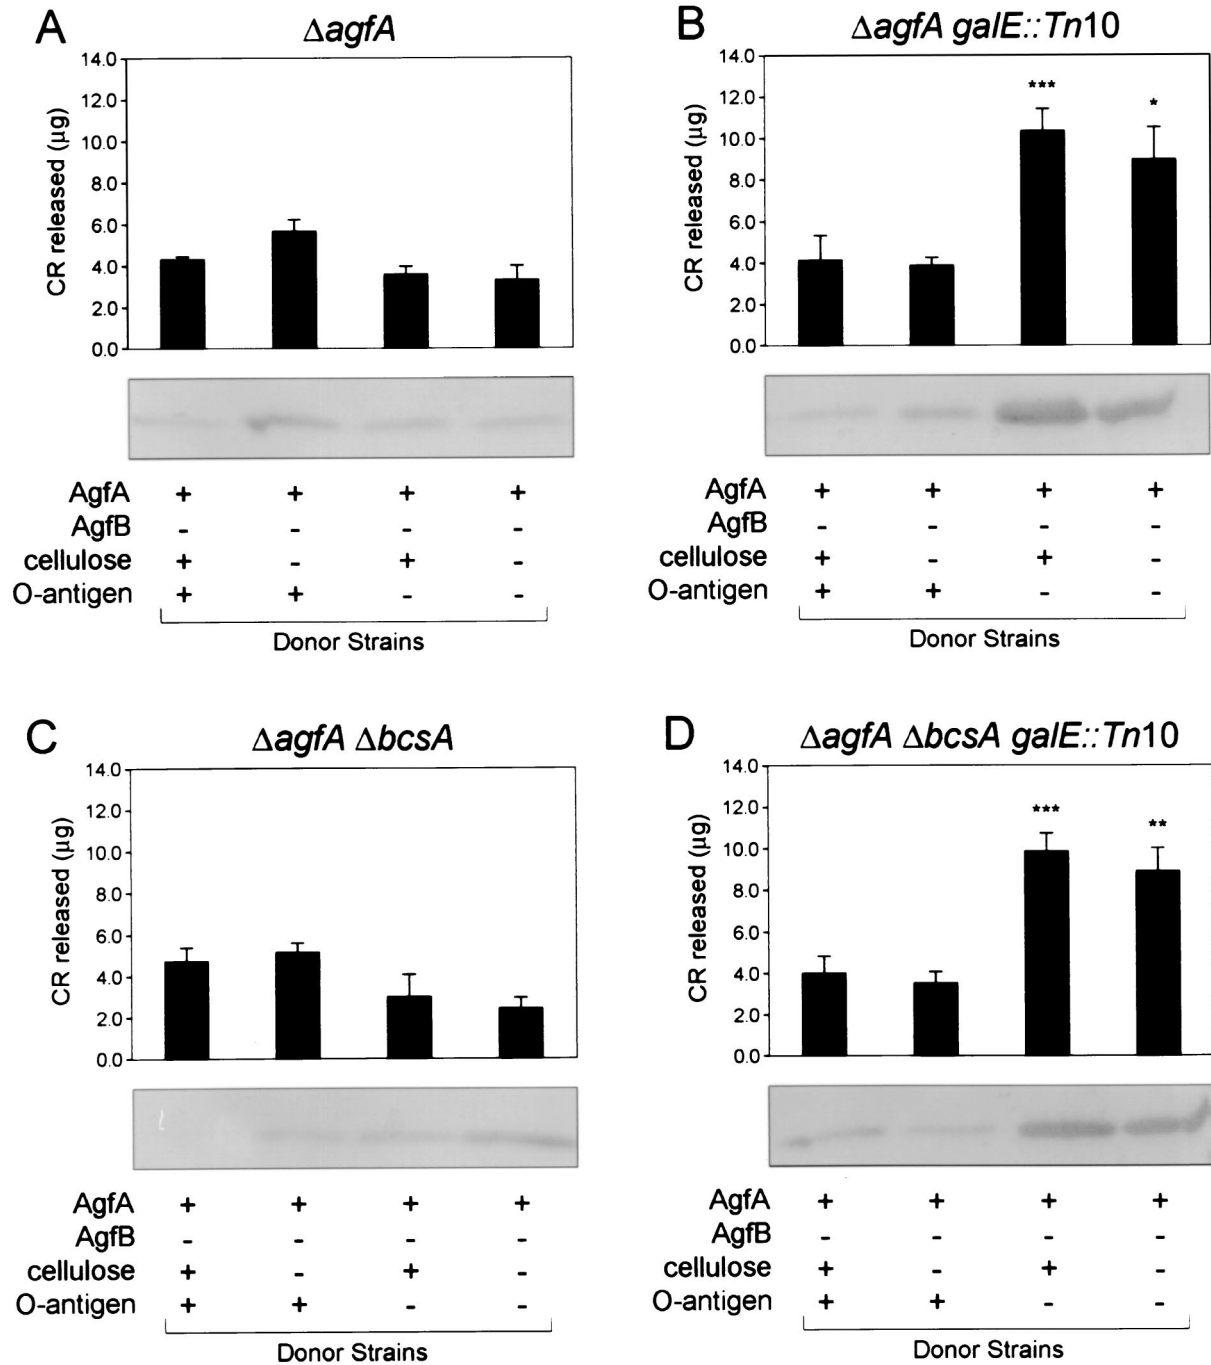 A
ΔagfA
14.0
12.0
10.0
8.0
6.0
4.0
2.0
0.0
CR released (µg)
AgfA + + + +
AgfB - - - -
cellulose + - + -
O-antigen + + - -
Donor Strains
B
ΔagfA galE::Tn10
14.0
12.0
10.0
8.0
6.0
4.0
2.0
0.0
CR released (µg)
*** *
AgfA + + + +
AgfB - - - -
cellulose + - + -
O-antigen + + - -
Donor Strains
C
ΔagfA ΔbcsA
14.0
12.0
10.0
8.0
6.0
4.0
2.0
0.0
CR released (µg)
AgfA + + + +
AgfB - - - -
cellulose + - + -
O-antigen + + - -
Donor Strains
D
ΔagfA ΔbcsA galE::Tn10
14.0
12.0
10.0
8.0
6.0
4.0
2.0
0.0
CR released (µg)
*** **
AgfA + + + +
AgfB - - - -
cellulose + - + -
O-antigen + + - -
Donor Strains